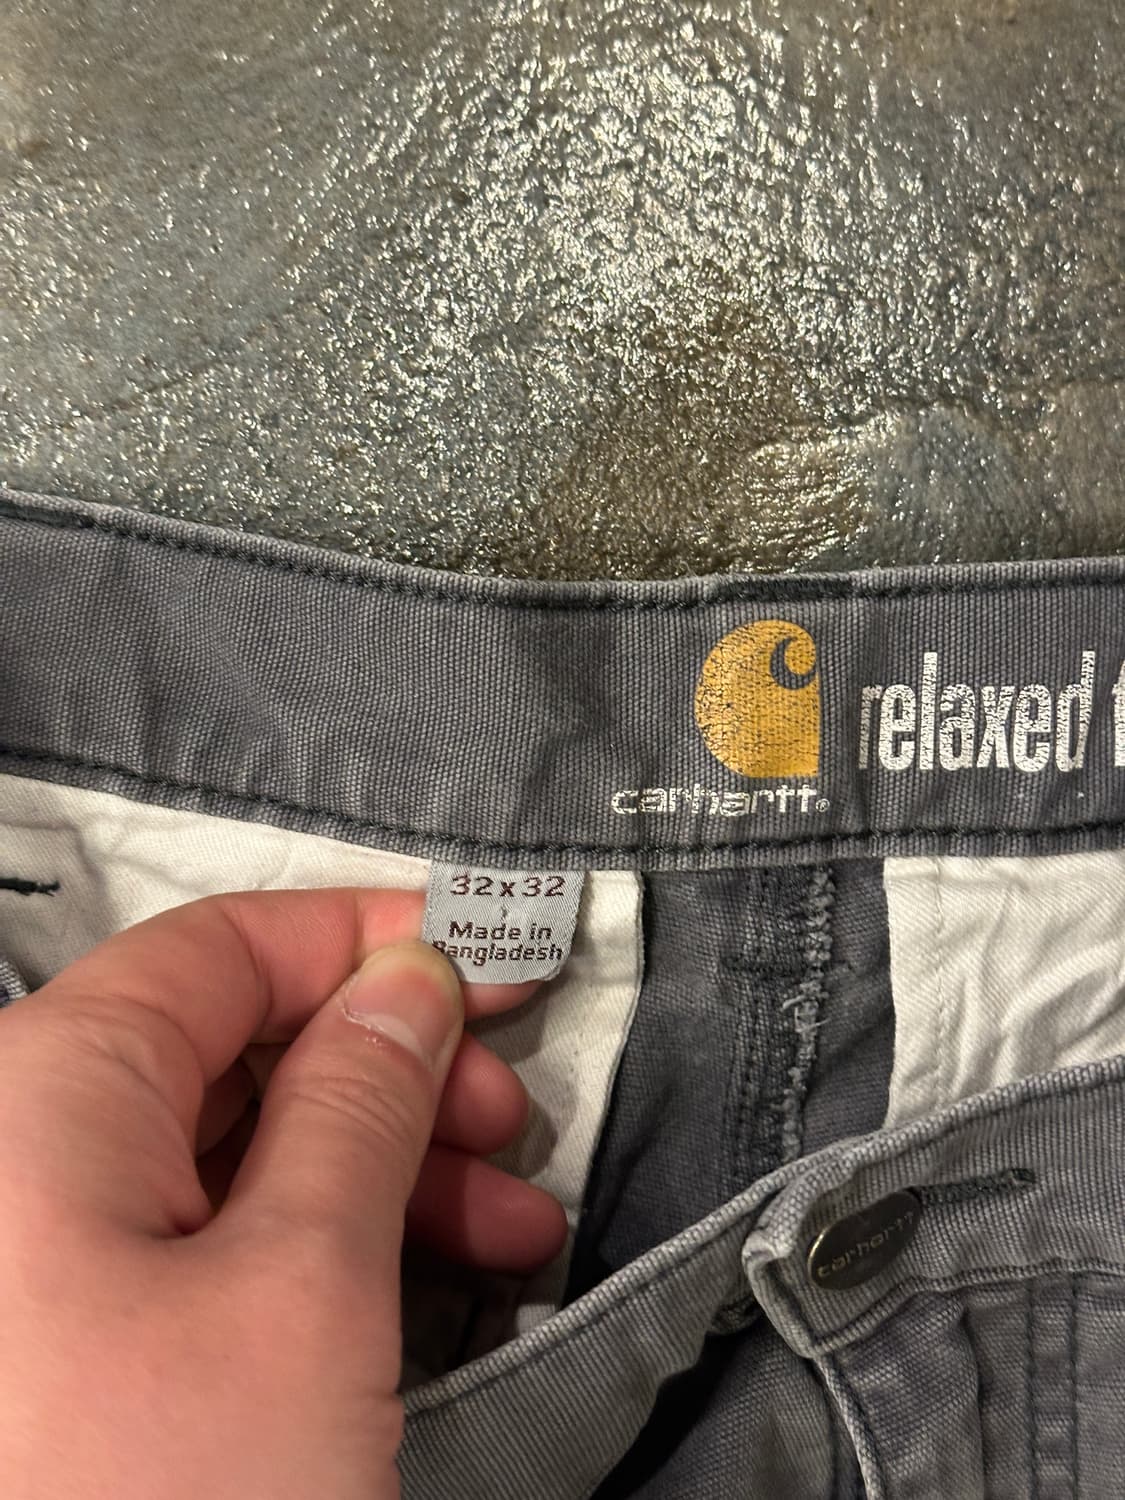 relaxed
carhartt®
32x32
Made in
Bangladesh
carhartt